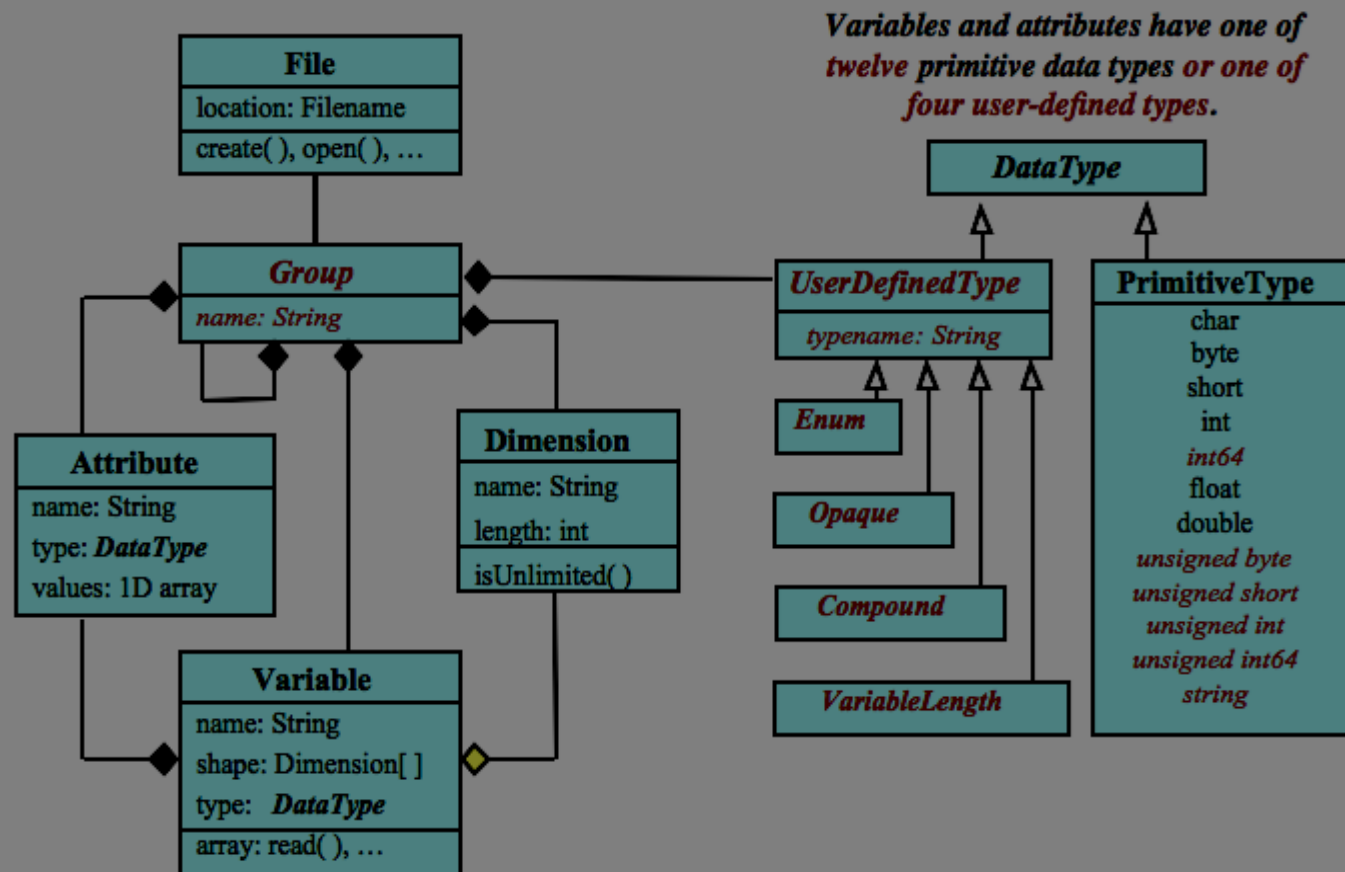 Variables and attributes have one of
twelve primitive data types or one of
four user-defined types.
File
location: Filename
create( ), open( ), …
Group
name: String
Attribute
name: String
type: DataType
values: 1D array
Dimension
name: String
length: int
isUnlimited( )
Variable
name: String
shape: Dimension[ ]
type: DataType
array: read( ), …
DataType
UserDefinedType
typename: String
Enum
Opaque
Compound
VariableLength
PrimitiveType
char
byte
short
int
int64
float
double
unsigned byte
unsigned short
unsigned int
unsigned int64
string